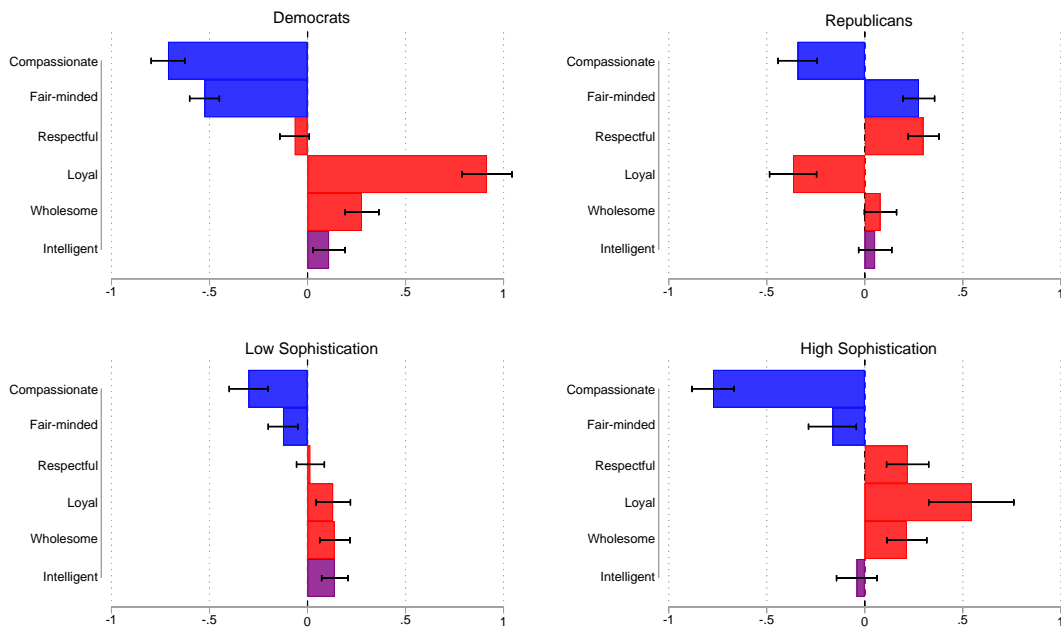 Democrats
Compassionate
Fair-minded
Respectful
Loyal
Wholesome
Intelligent
-1 -.5 0 .5 1
Republicans
Compassionate
Fair-minded
Respectful
Loyal
Wholesome
Intelligent
-1 -.5 0 .5 1
Low Sophistication
Compassionate
Fair-minded
Respectful
Loyal
Wholesome
Intelligent
-1 -.5 0 .5 1
High Sophistication
Compassionate
Fair-minded
Respectful
Loyal
Wholesome
Intelligent
-1 -.5 0 .5 1